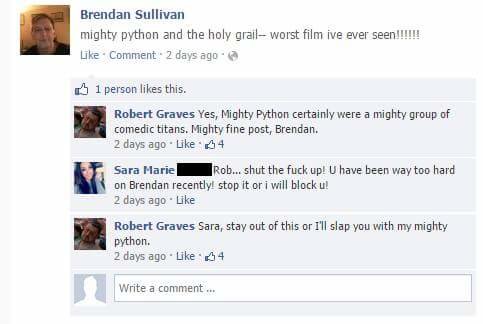 Brendan Sullivan
mighty python and the holy grail-- worst film ive ever seen!!!!!!
Like · Comment · 2 days ago ·
1 person likes this.
Robert Graves Yes, Mighty Python certainly were a mighty group of
comedic titans. Mighty fine post, Brendan.
2 days ago · Like · 4
Sara Marie Rob... shut the fuck up! U have been way too hard
on Brendan recently! stop it or i will block u!
2 days ago · Like
Robert Graves Sara, stay out of this or I'll slap you with my mighty
python.
2 days ago · Like · 4
Write a comment ...